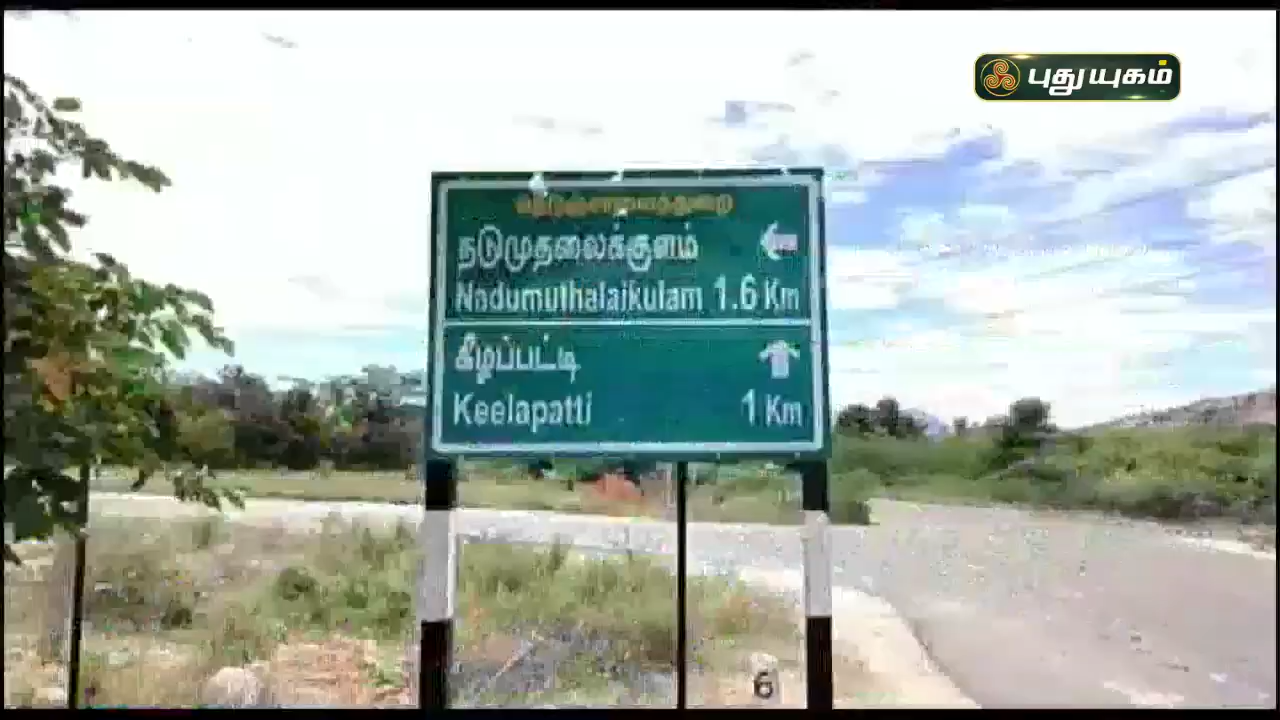 புதுயுகம்
நெடுஞ்சாலைத்துறை
நடுமுதலைக்குளம்
Nadumuthalaikulam 1.6 Km
கீழப்பட்டி
Keelapatti 1 Km
6